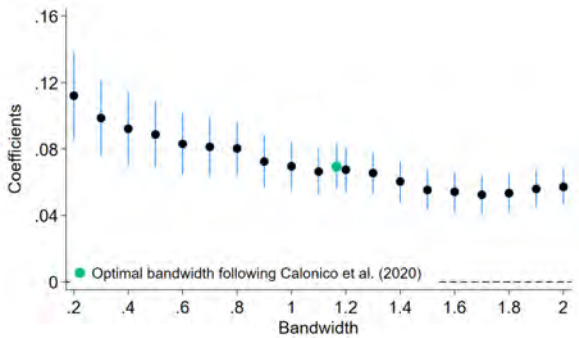 .16
.12
.08
.04
0
Coefficients
Optimal bandwidth following Calonico et al. (2020)
.2 .4 .6 .8 1 1.2 1.4 1.6 1.8 2
Bandwidth